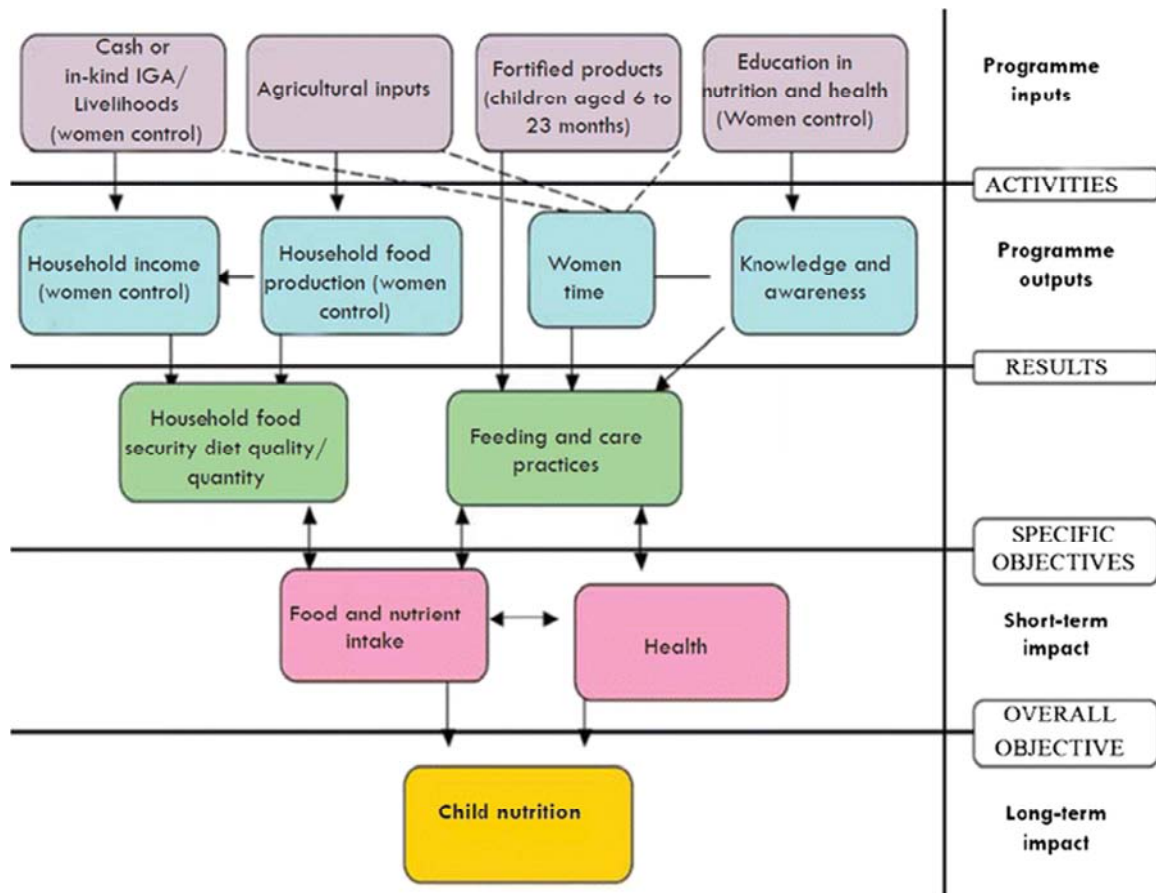 Cash or
in-kind IGA/
Livelihoods
(women control)
Agricultural inputs
Fortified products
(children aged 6 to
23 months)
Education in
nutrition and health
(Women control)
Programme
inputs
ACTIVITIES
Household income
(women control)
Household food
production (women
control)
Women
time
Knowledge and
awareness
Programme
outputs
RESULTS
Household food
security diet quality/
quantity
Feeding and care
practices
SPECIFIC
OBJECTIVES
Food and nutrient
intake
Health
Short-term
impact
OVERALL
OBJECTIVE
Child nutrition
Long-term
impact